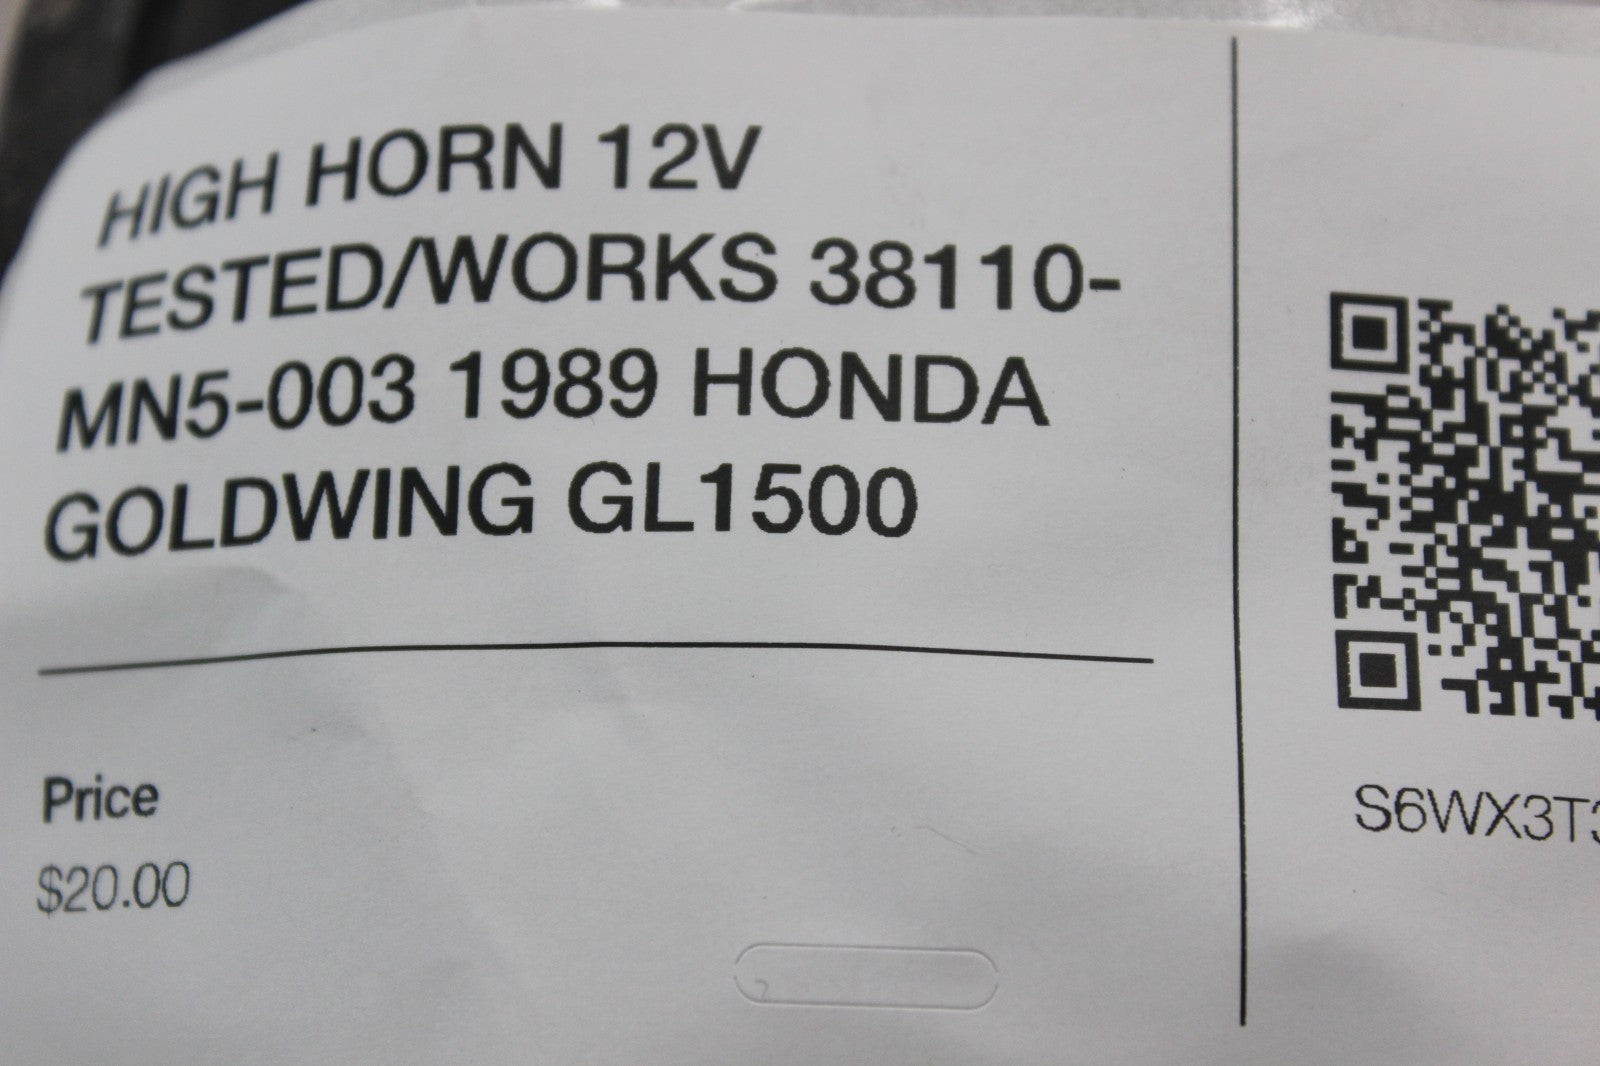 HIGH HORN 12V
TESTED/WORKS 38110-
MN5-003 1989 HONDA
GOLDWING GL1500
Price
$20.00